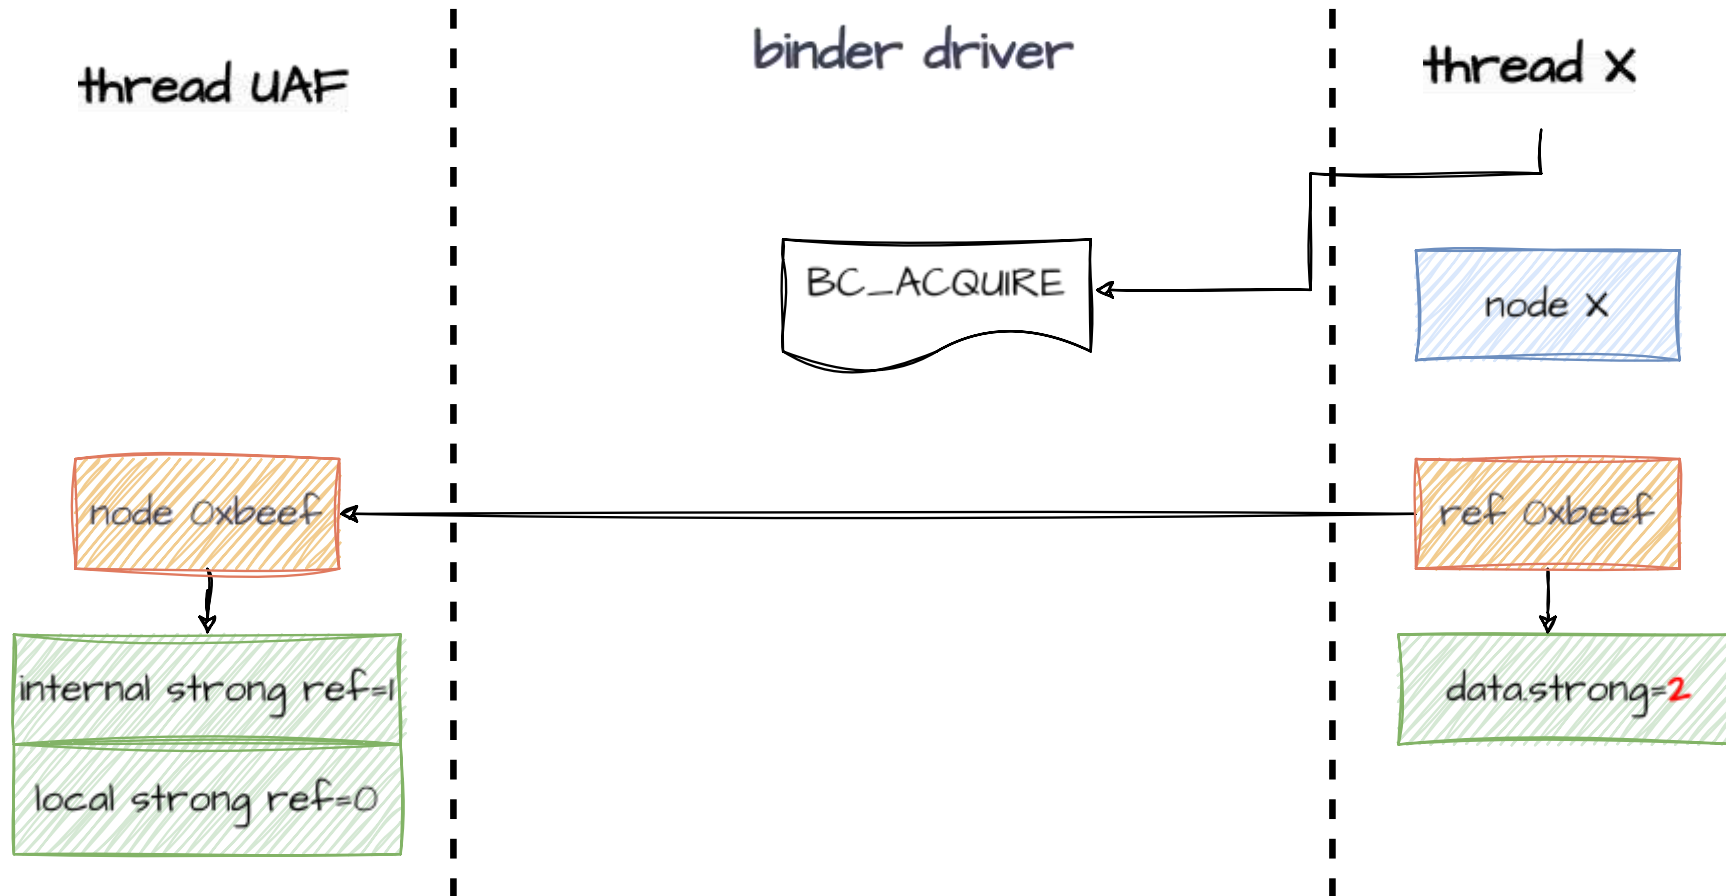 thread UAF
binder driver
thread X
BC_ACQUIRE
node X
node 0xbeef
ref 0xbeef
internal strong ref=1
data.strong=2
local strong ref=0